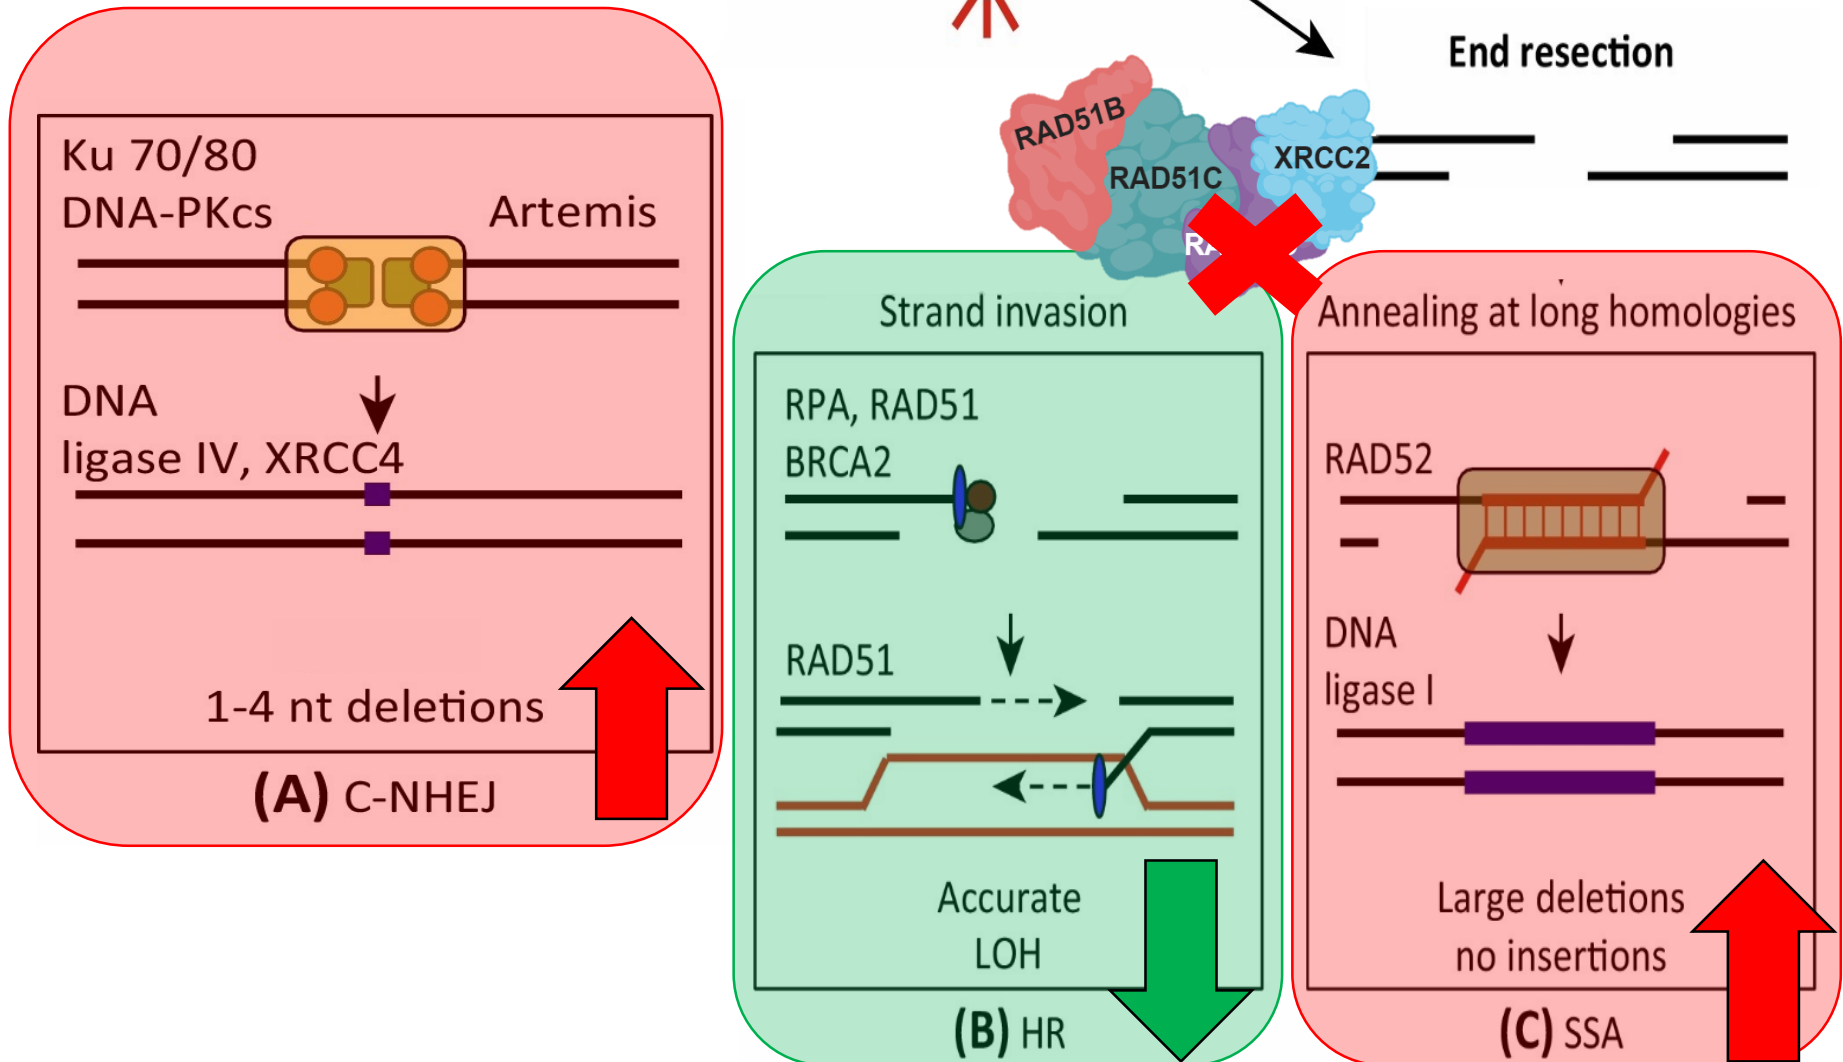 End resection
RAD51B
RAD51C
XRCC2
Ku 70/80
DNA-PKcs
Artemis
DNA
ligase IV, XRCC4
1-4 nt deletions
(A) C-NHEJ
Strand invasion
RPA, RAD51
BRCA2
RAD51
Accurate
LOH
(B) HR
Annealing at long homologies
RAD52
DNA
ligase I
Large deletions
no insertions
(C) SSA